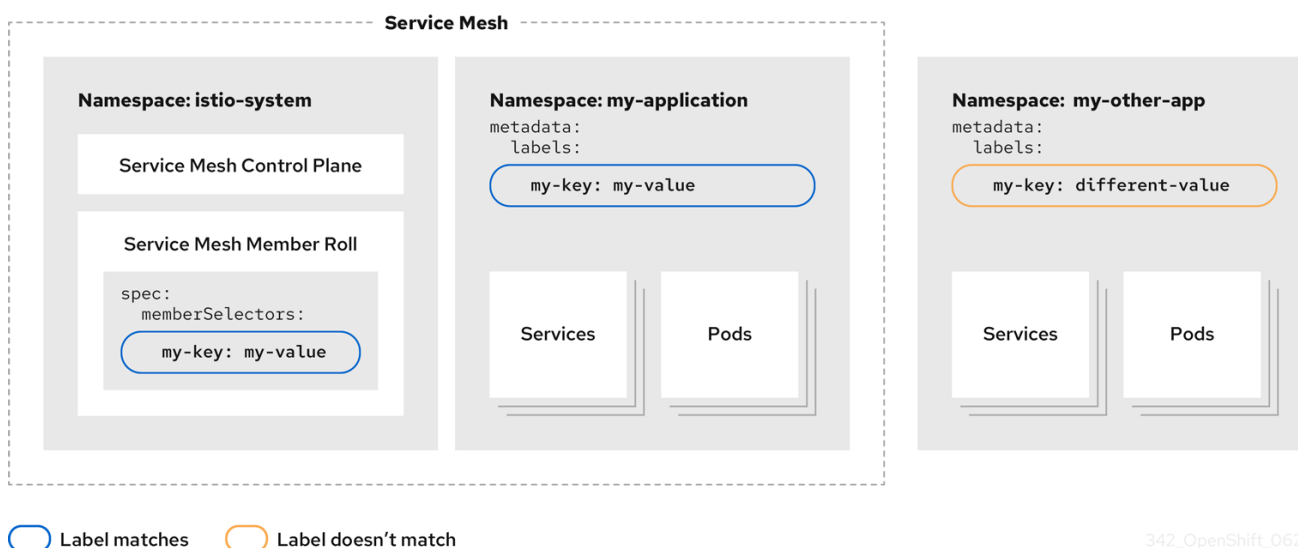 Service Mesh
Namespace: istio-system
Service Mesh Control Plane
Service Mesh Member Roll
spec:
memberSelectors:
my-key: my-value
Namespace: my-application
metadata:
labels:
my-key: my-value
Services
Pods
Namespace: my-other-app
metadata:
labels:
my-key: different-value
Services
Pods
Label matches
Label doesn't match
342_OpenShift_062